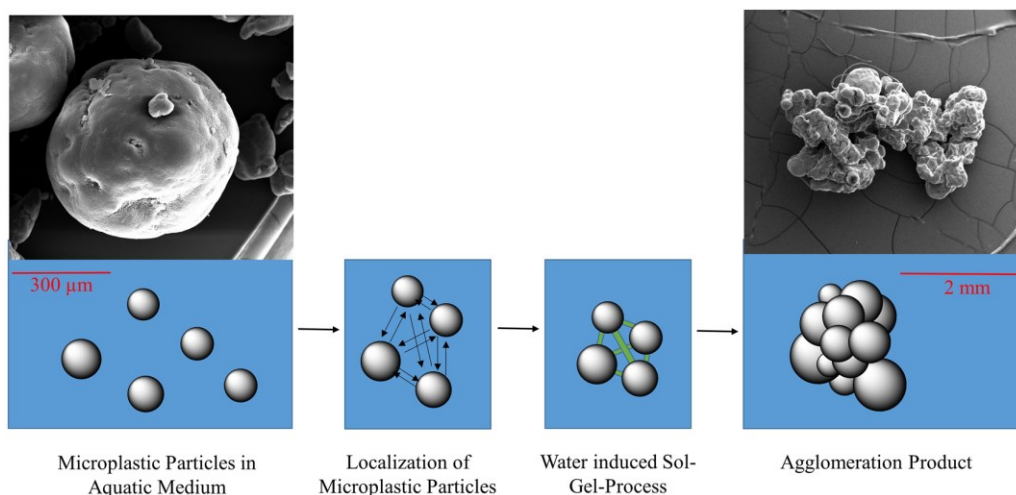 300 µm
2 mm
Microplastic Particles in
Aquatic Medium
Localization of
Microplastic Particles
Water induced Sol-
Gel-Process
Agglomeration Product